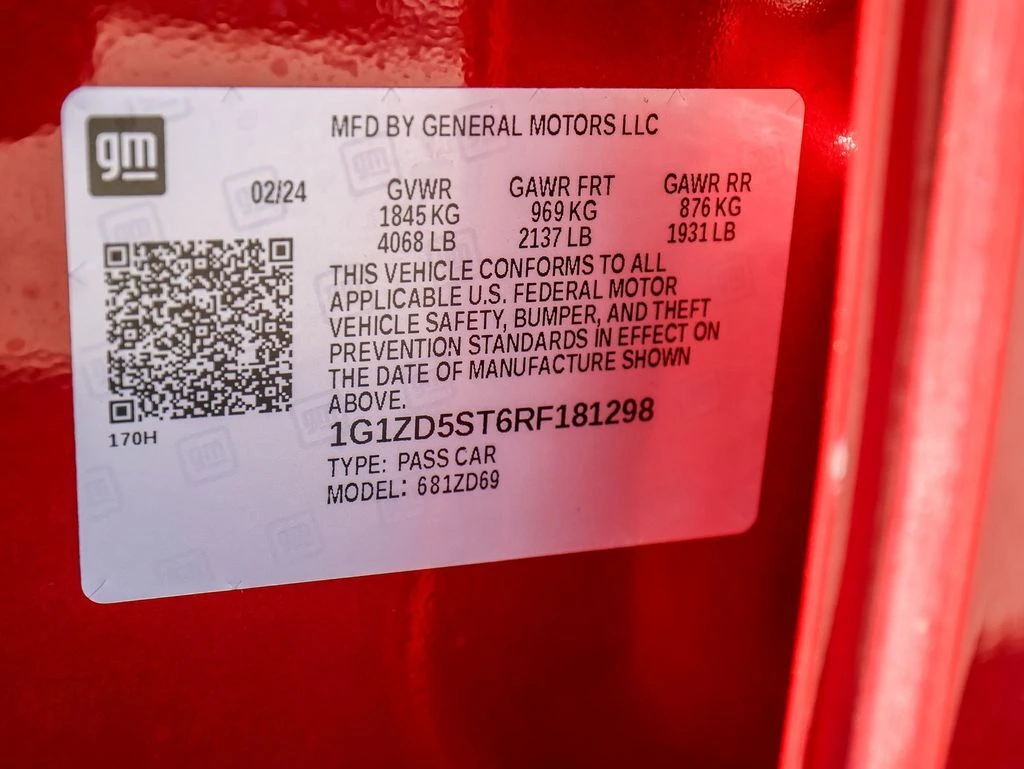 gm
MFD BY GENERAL MOTORS LLC
02/24 GVWR GAWR FRT GAWR RR
1845 KG 969 KG 876 KG
4068 LB 2137 LB 1931 LB
THIS VEHICLE CONFORMS TO ALL
APPLICABLE U.S. FEDERAL MOTOR
VEHICLE SAFETY, BUMPER, AND THEFT
PREVENTION STANDARDS IN EFFECT ON
THE DATE OF MANUFACTURE SHOWN
ABOVE.
170H
1G1ZD5ST6RF181298
TYPE: PASS CAR
MODEL: 681ZD69